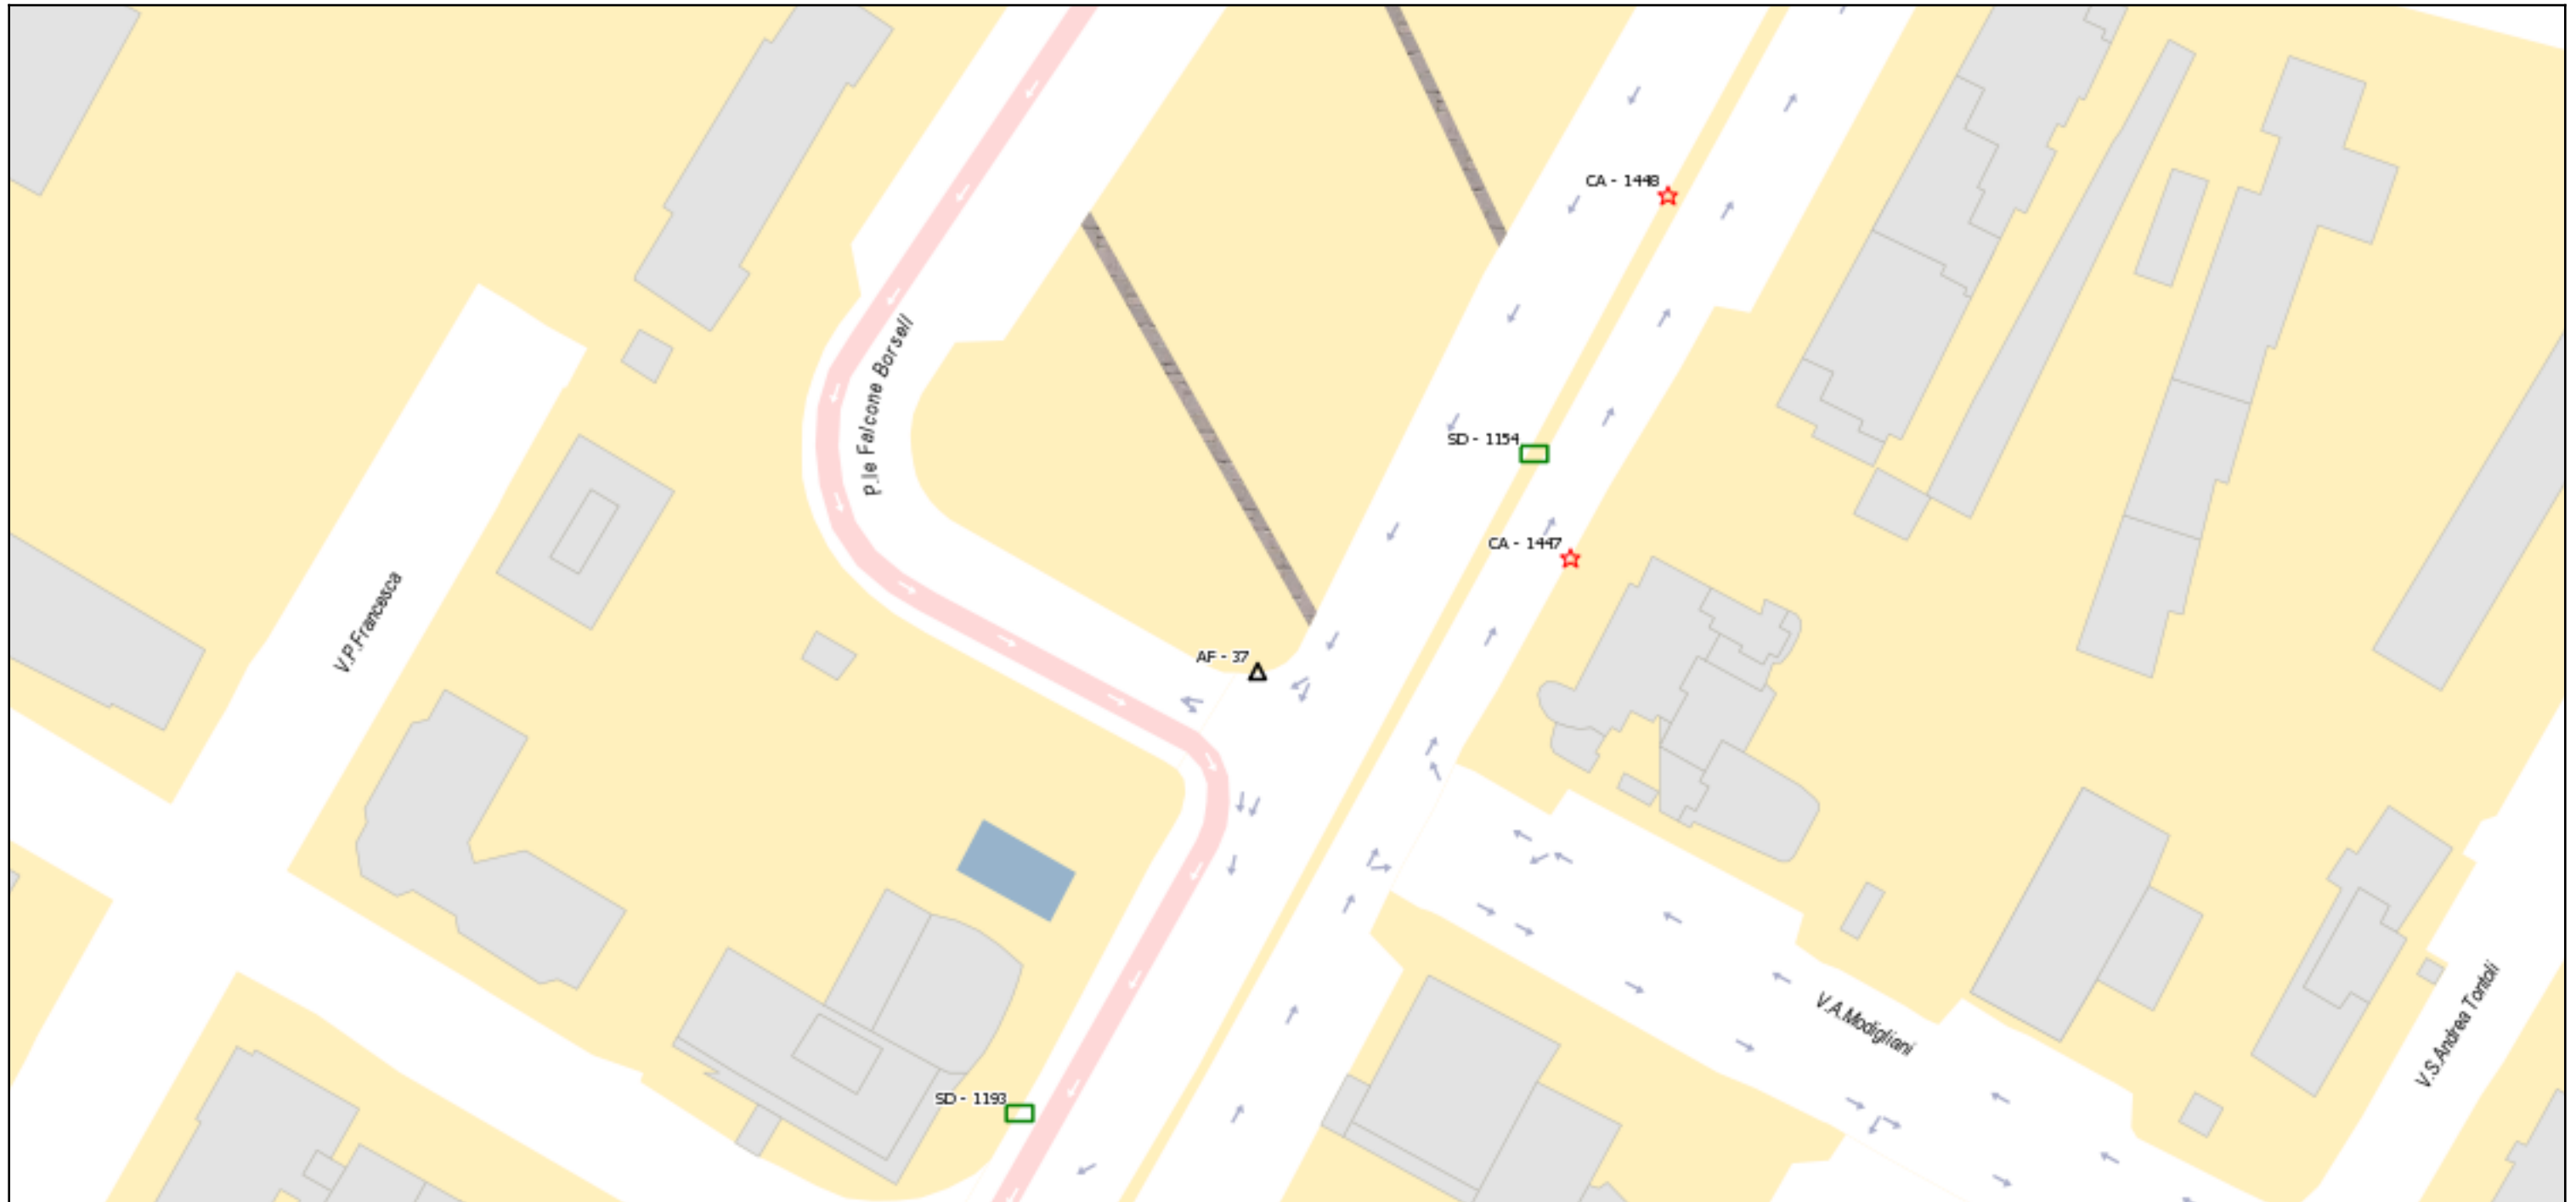 CA - 1448
P.le Falcone Borsell
SD - 1154
CA - 1447
V.P.Francesca
AF - 37
V.A.Modigliani
V.S.Andrea Tontoli
SD - 1193